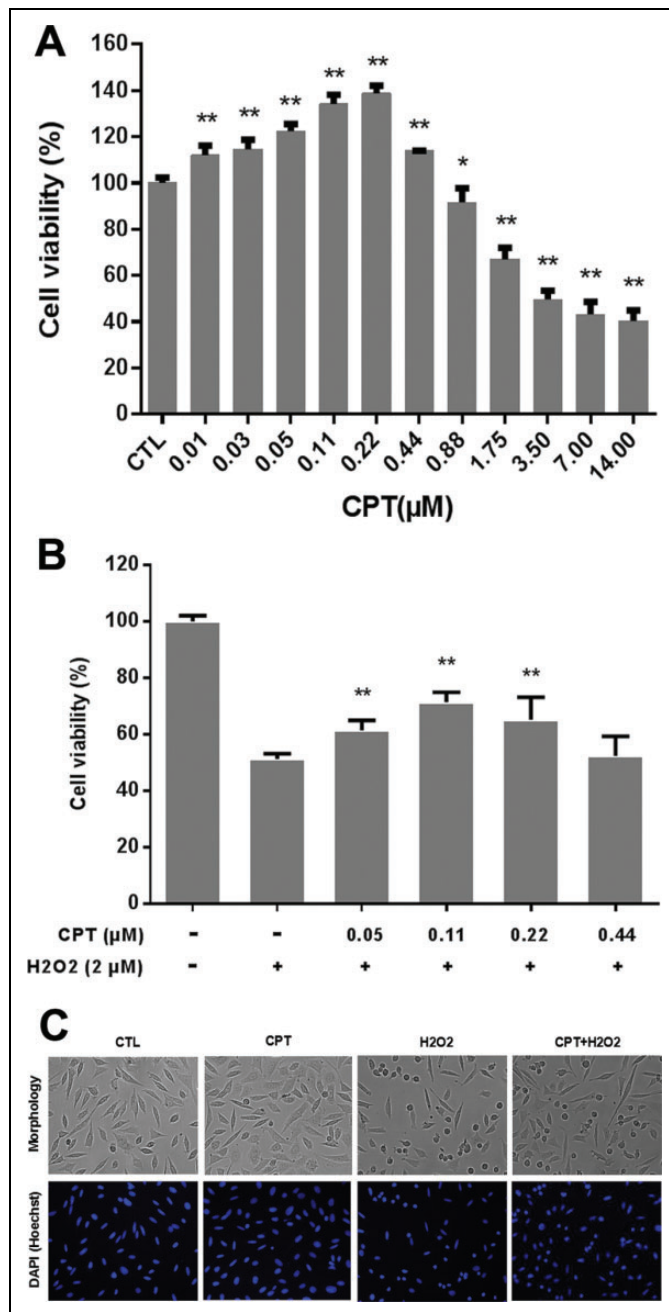 A
Cell viability (%)
160
140
120
100
80
60
40
20
0
** ** ** ** ** ** * ** ** ** **
CTL 0.01 0.03 0.05 0.11 0.22 0.44 0.88 1.75 3.50 7.00 14.00
CPT(µM)
B
Cell viability (%)
120
100
80
60
40
20
0
** ** **
CPT (µM) - - 0.05 0.11 0.22 0.44
H2O2 (2 µM) - + + + + +
C
CTL CPT H2O2 CPT+H2O2
Morphology
DAPI (Hoechst)